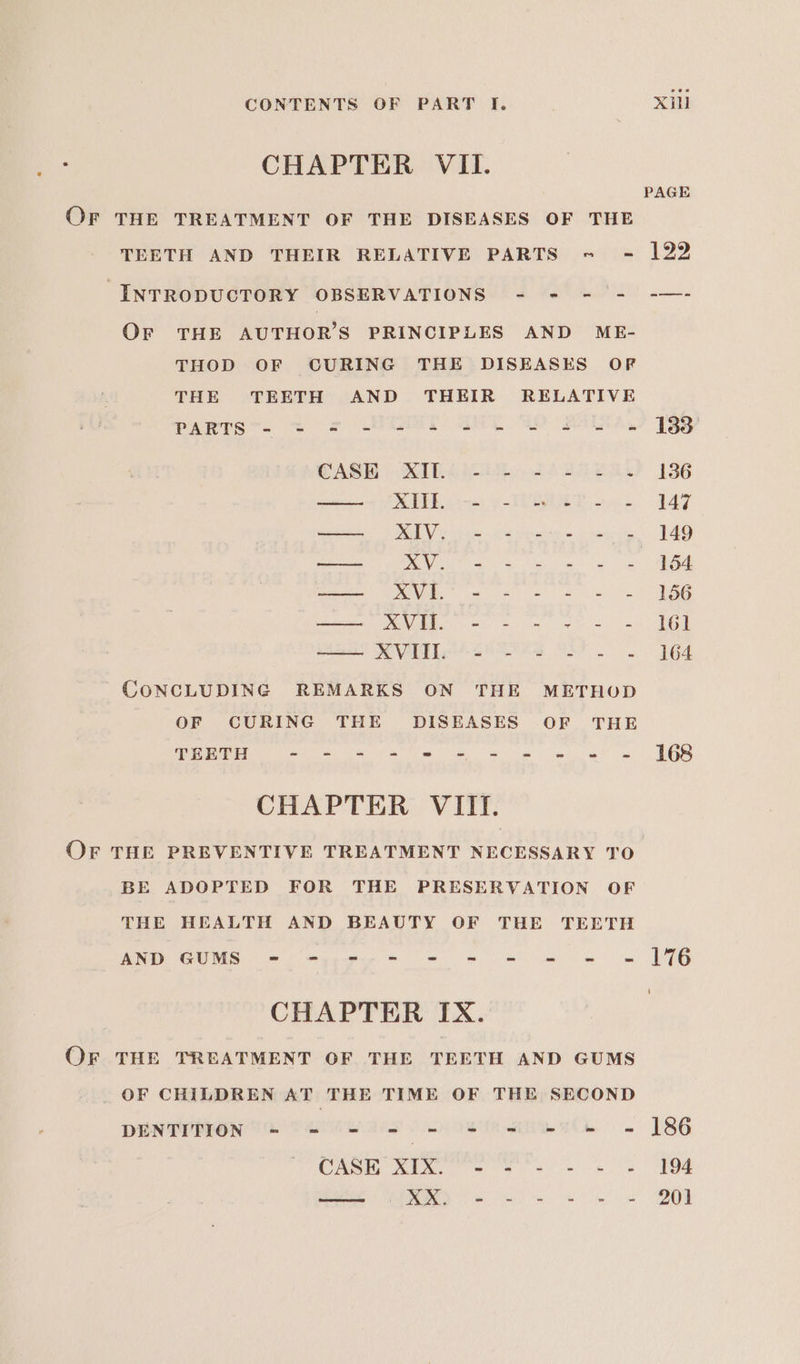 CONTENTS OF PART I. xiii
CHAPTER VII.
PAGE
OF THE TREATMENT OF THE DISEASES OF THE
TEETH AND THEIR RELATIVE PARTS - - 122
INTRODUCTORY OBSERVATIONS - - - - -—-
OF THE AUTHOR'S PRINCIPLES AND ME-
THOD OF CURING THE DISEASES OF
THE TEETH AND THEIR RELATIVE
PARTS - - - - - - - - - - - - 133
CASE XII. - - - - - - 136
—— XIII. - - - - - - 147
—— XIV. - - - - - - 149
—— XV. - - - - - - 154
—— XVI. - - - - - - 156
—— XVII. - - - - - - 161
—— XVIII. - - - - - - 164
CONCLUDING REMARKS ON THE METHOD
OF CURING THE DISEASES OF THE
TEETH - - - - - - - - - - - 168
CHAPTER VIII.
OF THE PREVENTIVE TREATMENT NECESSARY TO
BE ADOPTED FOR THE PRESERVATION OF
THE HEALTH AND BEAUTY OF THE TEETH
AND GUMS - - - - - - - - - - 176
CHAPTER IX.
OF THE TREATMENT OF THE TEETH AND GUMS
OF CHILDREN AT THE TIME OF THE SECOND
DENTITION - - - - - - - - - - 186
CASE XIX. - - - - - - 194
—— XX. - - - - - - 201